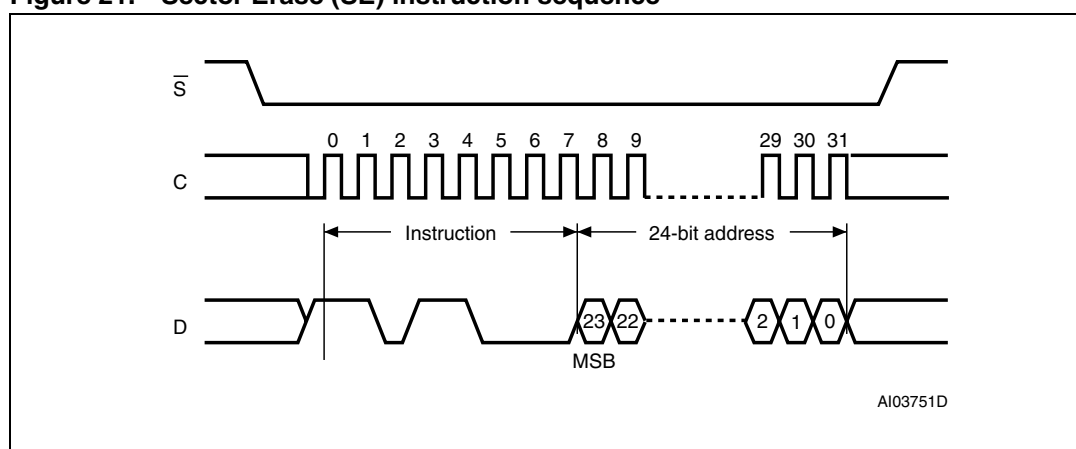 Figure 21. Sector Erase (SE) instruction sequence
S
0 1 2 3 4 5 6 7 8 9 29 30 31
C
Instruction 24-bit address
D 23 22 2 1 0
MSB
AI03751D